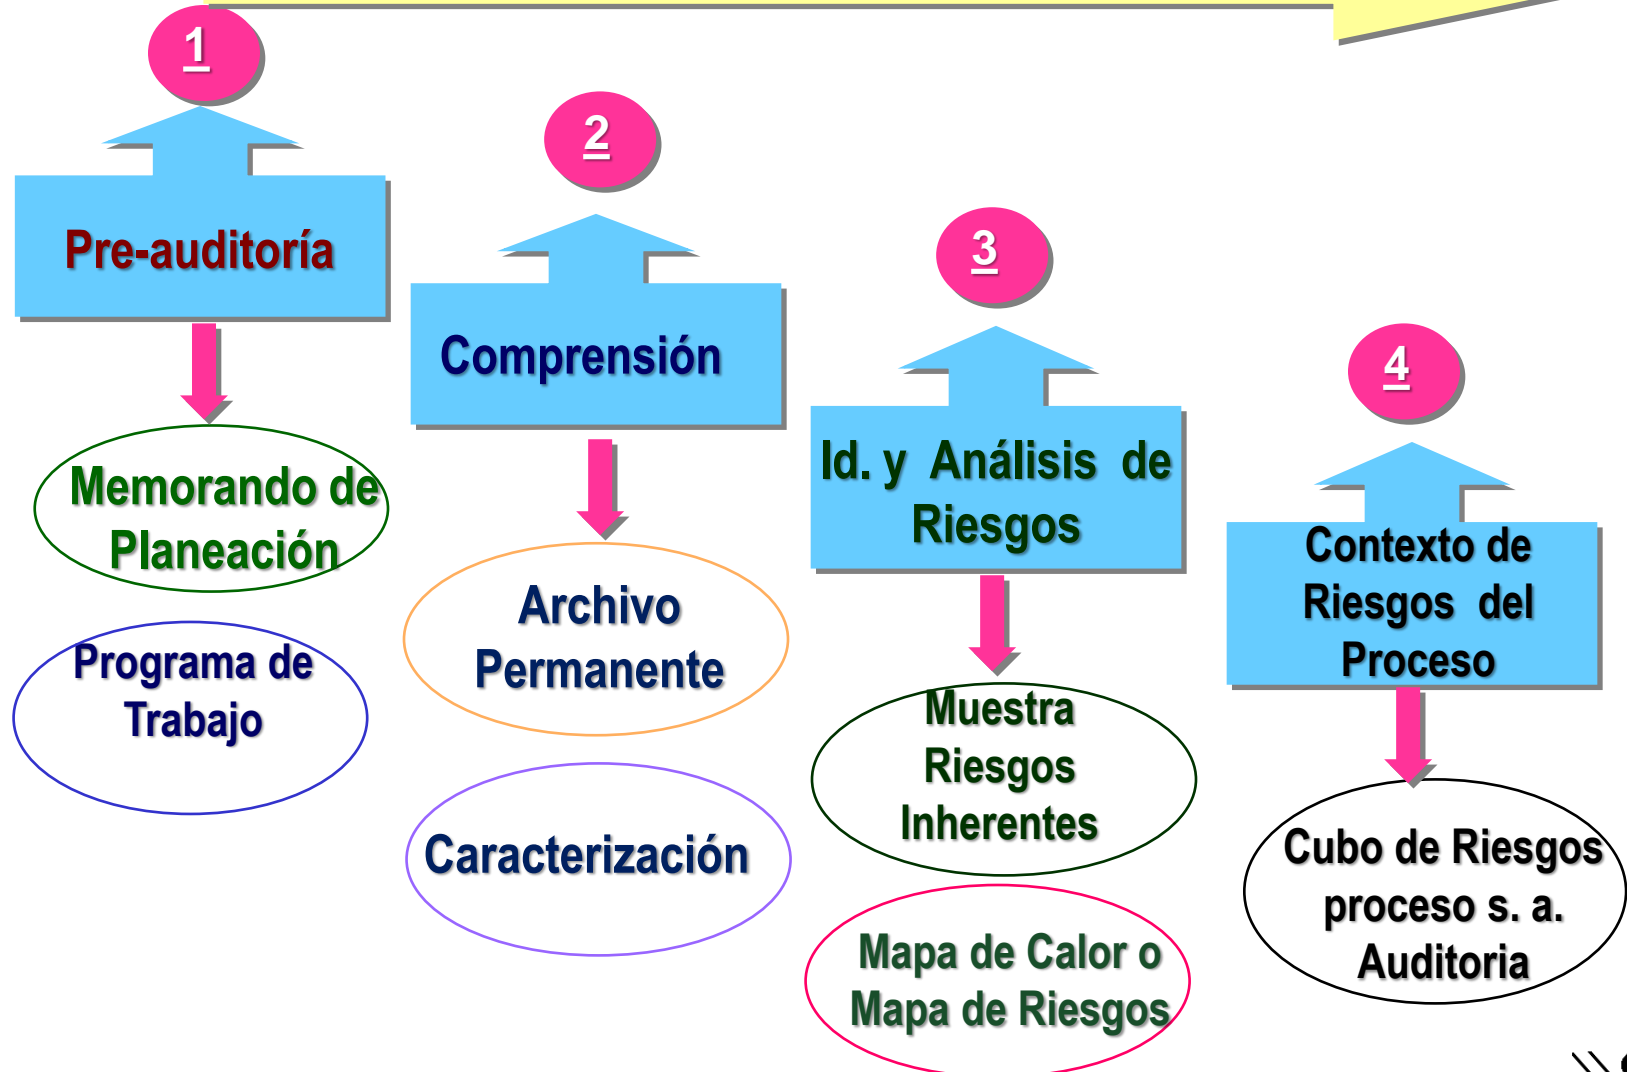 1
Pre-auditoría
Memorando de
Planeación
Programa de
Trabajo
2
Comprensión
Archivo
Permanente
Caracterización
3
Id. y Análisis de
Riesgos
Muestra
Riesgos
Inherentes
Mapa de Calor o
Mapa de Riesgos
4
Contexto de
Riesgos del
Proceso
Cubo de Riesgos
proceso s. a.
Auditoria